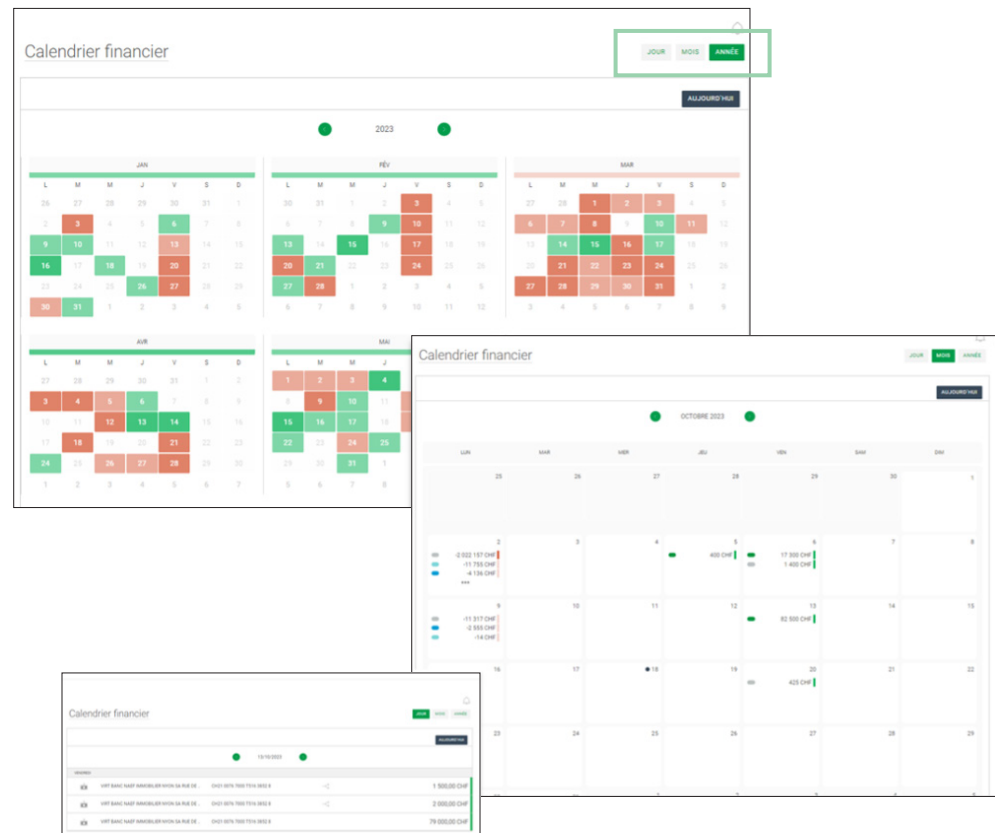 Calendrier financier
JOUR MOIS ANNÉE
AUJOURD'HUI
2023
JAN
L M M J V S D
26 27 28 29 30 31 1
2 3 4 5 6 7 8
9 10 11 12 13 14 15
16 17 18 19 20 21 22
23 24 25 26 27 28 29
30 31 1 2 3 4 5
FÉV
L M M J V S D
30 31 1 2 3 4 5
6 7 8 9 10 11 12
13 14 15 16 17 18 19
20 21 22 23 24 25 26
27 28 1 2 3 4 5
6 7 8 9 10 11 12
MAR
L M M J V S D
27 28 1 2 3 4 5
6 7 8 9 10 11 12
13 14 15 16 17 18 19
20 21 22 23 24 25 26
27 28 29 30 31 1 2
3 4 5 6 7 8 9
AVR
L M M J V S D
27 28 29 30 31 1 2
3 4 5 6 7 8 9
10 11 12 13 14 15 16
17 18 19 20 21 22 23
24 25 26 27 28 29 30
1 2 3 4 5 6 7
MAI
L M M J
1 2 3 4
8 9 10 11
15 16 17 18
22 23 24 25
29 30 31 1
5 6 7 8
Calendrier financier
JOUR MOIS ANNÉE
AUJOURD'HUI
OCTOBRE 2023
LUN MAR MER JEU VEN SAM DIM
25 26 27 28 29 30 1
2 3 4 5 6 7 8
-2 022 157 CHF 400 CHF 17 500 CHF
-11 755 CHF 1 400 CHF
-4 136 CHF
•••
9 10 11 12 13 14 15
-11 317 CHF 82 500 CHF
-2 555 CHF
-14 CHF
16 17 18 19 20 21 22
425 CHF
23 24 25 26 27 28 29
Calendrier financier
JOUR MOIS ANNÉE
AUJOURD'HUI
13/10/2023
1 500,00 CHF
2 000,00 CHF
79 000,00 CHF